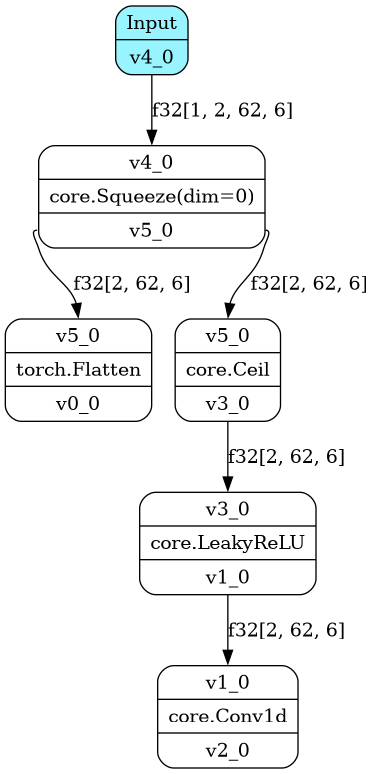 Input
v4_0
f32[1, 2, 62, 6]
v4_0
core.Squeeze(dim=0)
v5_0
f32[2, 62, 6]
f32[2, 62, 6]
v5_0
torch.Flatten
v0_0
v5_0
core.Ceil
v3_0
f32[2, 62, 6]
v3_0
core.LeakyReLU
v1_0
f32[2, 62, 6]
v1_0
core.Conv1d
v2_0